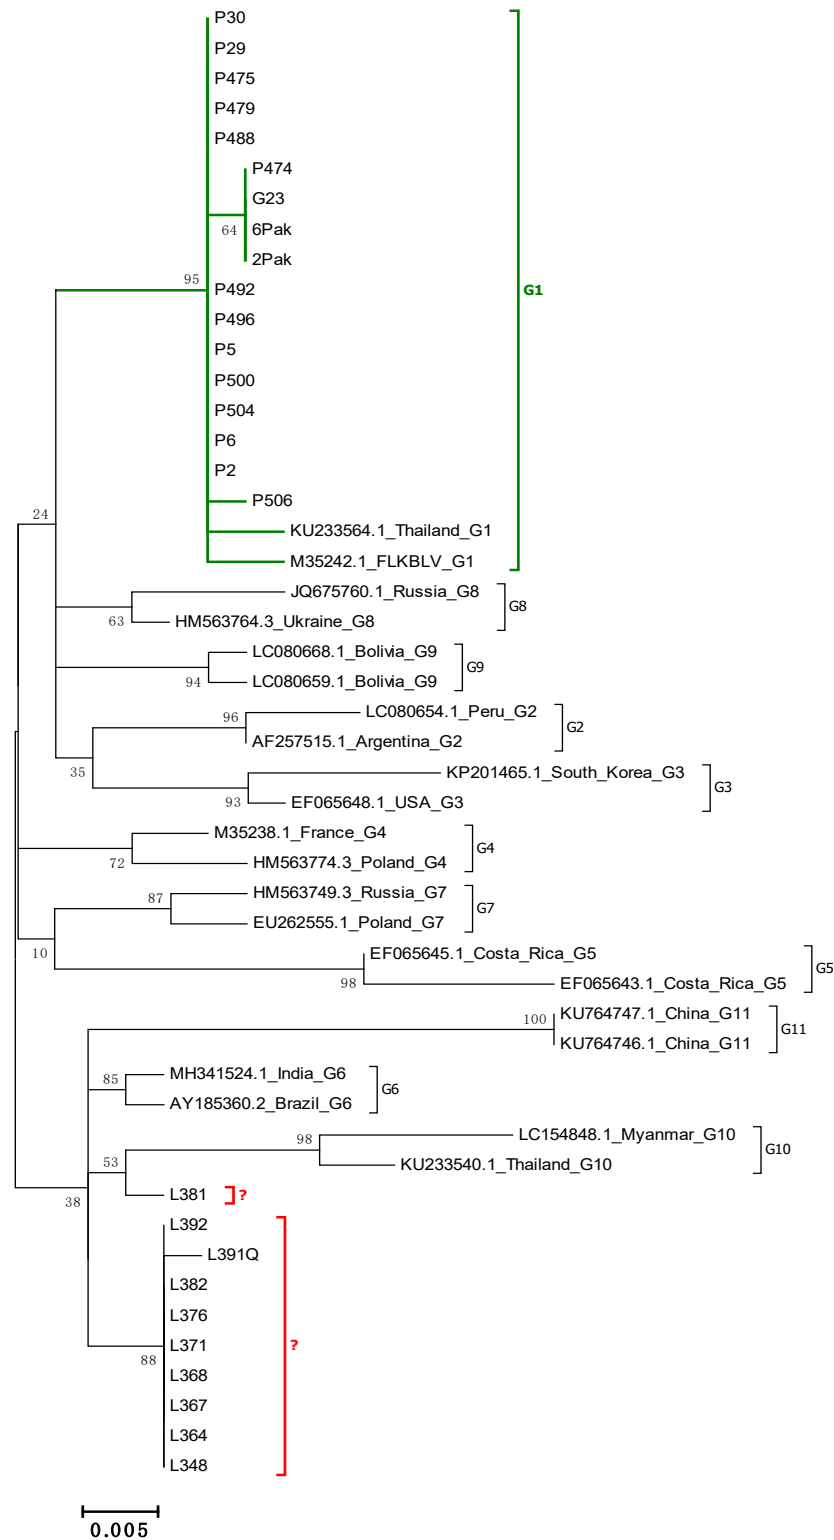 P30
P29
P475
P479
P488
P474
G23
64
6Pak
2Pak
95
P492
G1
P496
P5
P500
P504
P6
P2
P506
24
KU233564.1_Thailand_G1
M35242.1_FLKBLV_G1
JQ675760.1_Russia_G8
G8
63
HM563764.3_Ukraine_G8
LC080668.1_Bolivia_G9
G9
94
LC080659.1_Bolivia_G9
LC080654.1_Peru_G2
96
G2
AF257515.1_Argentina_G2
35
KP201465.1_South_Korea_G3
G3
93
EF065648.1_USA_G3
M35238.1_France_G4
G4
72
HM563774.3_Poland_G4
HM563749.3_Russia_G7
87
G7
EU262555.1_Poland_G7
10
EF065645.1_Costa_Rica_G5
G5
98
EF065643.1_Costa_Rica_G5
KU764747.1_China_G11
100
G11
KU764746.1_China_G11
MH341524.1_India_G6
85
G6
AY185360.2_Brazil_G6
LC154848.1_Myanmar_G10
98
G10
53
KU233540.1_Thailand_G10
L381
?
38
L392
L391Q
L382
L376
L371
?
88
L368
L367
L364
L348
0.005